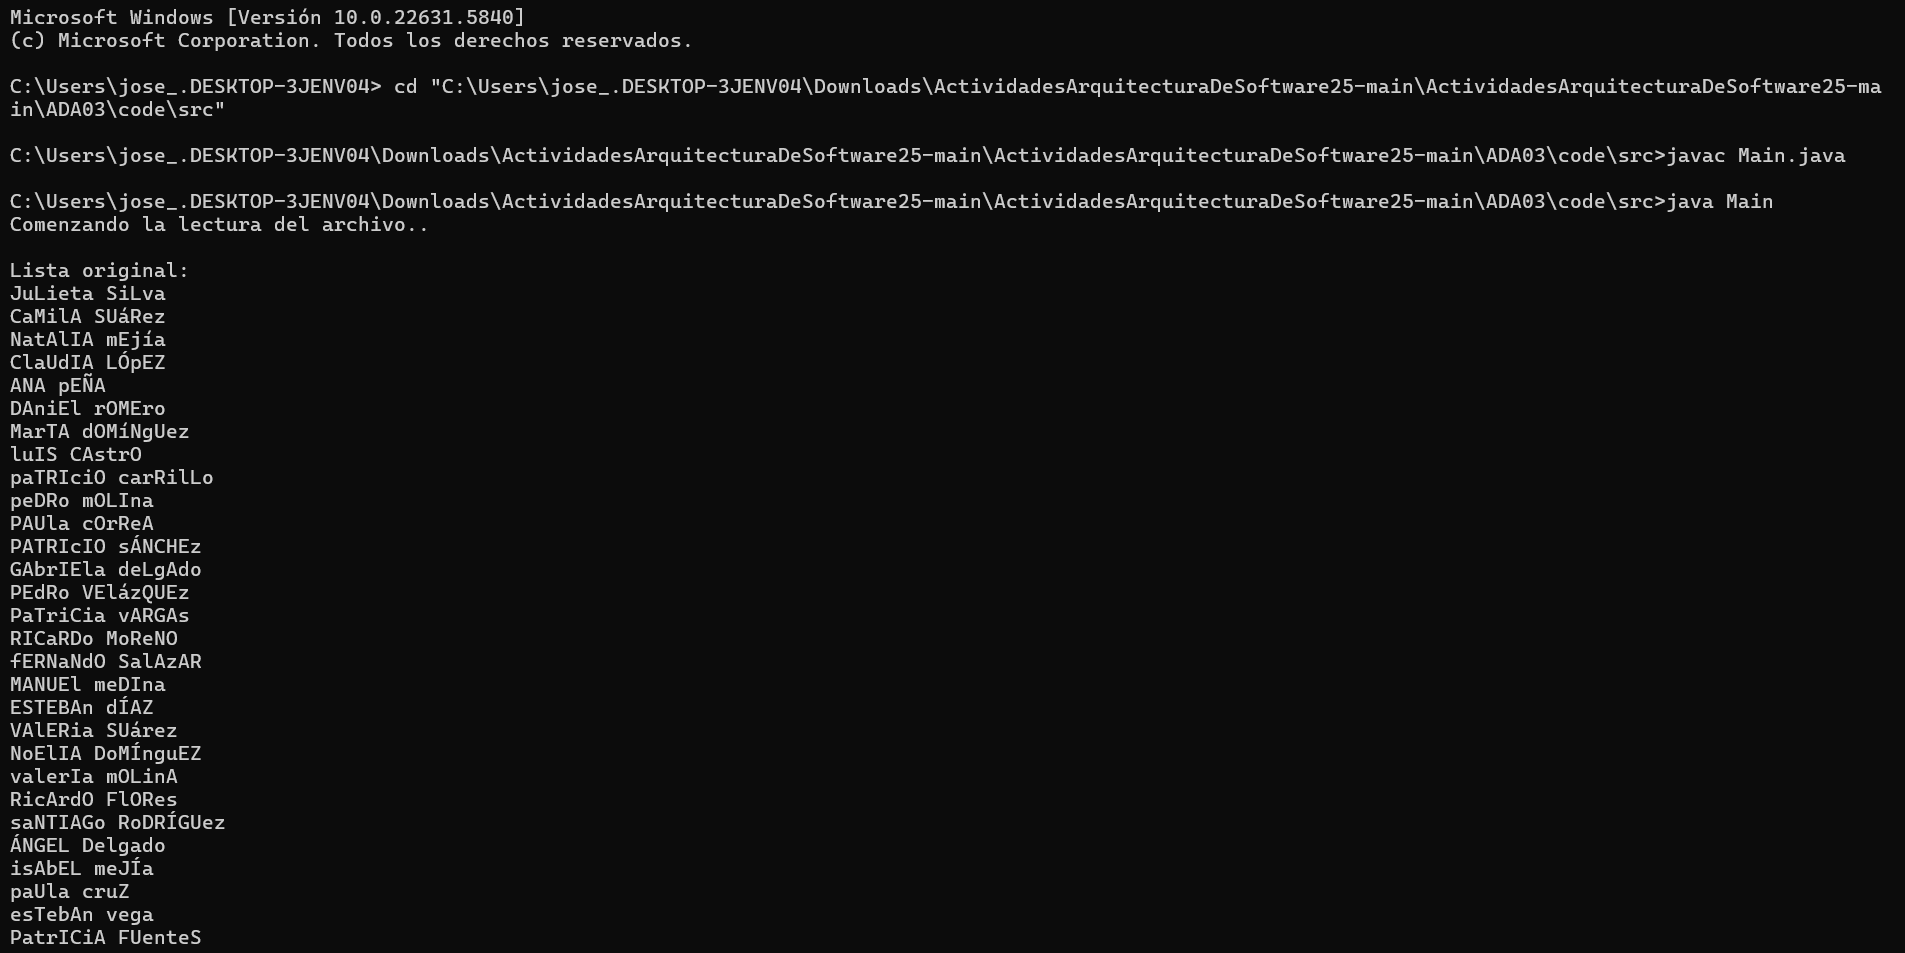 Microsoft Windows [Versión 10.0.22631.5840]
(c) Microsoft Corporation. Todos los derechos reservados.
C:\Users\jose_.DESKTOP-3JENV04> cd "C:\Users\jose_.DESKTOP-3JENV04\Downloads\ActividadesArquitecturaDeSoftware25-main\ActividadesArquitecturaDeSoftware25-ma
in\ADA03\code\src"
C:\Users\jose_.DESKTOP-3JENV04\Downloads\ActividadesArquitecturaDeSoftware25-main\ActividadesArquitecturaDeSoftware25-main\ADA03\code\src>javac Main.java
C:\Users\jose_.DESKTOP-3JENV04\Downloads\ActividadesArquitecturaDeSoftware25-main\ActividadesArquitecturaDeSoftware25-main\ADA03\code\src>java Main
Comenzando la lectura del archivo..
Lista original:
JuLieta SiLva
CaMilA SUáRez
NatAlIA mEjía
ClaUdIA LÓpEZ
ANA pEÑA
DAniEl rOMEro
MarTA dOMíNgUez
luIS CAstrO
paTRIciO carRilLo
peDRo mOLIna
PAUla cOrReA
PATRIcIO sÁNCHEz
GAbrIEla deLgAdo
PEdRo VElázQUEz
PaTriCia vARGAs
RICaRDo MoReNO
fERNaNdO SalAzAR
MANUEl meDIna
ESTEBAn dÍAZ
VAlERia SUárez
NoElIA DoMÍnguEZ
valerIa mOLinA
RicArdO FlORes
saNTIAGo RoDRÍGUez
ÁNGEL Delgado
isAbEL meJÍa
paUla cruZ
esTebAn vega
PatrICiA FUenteS